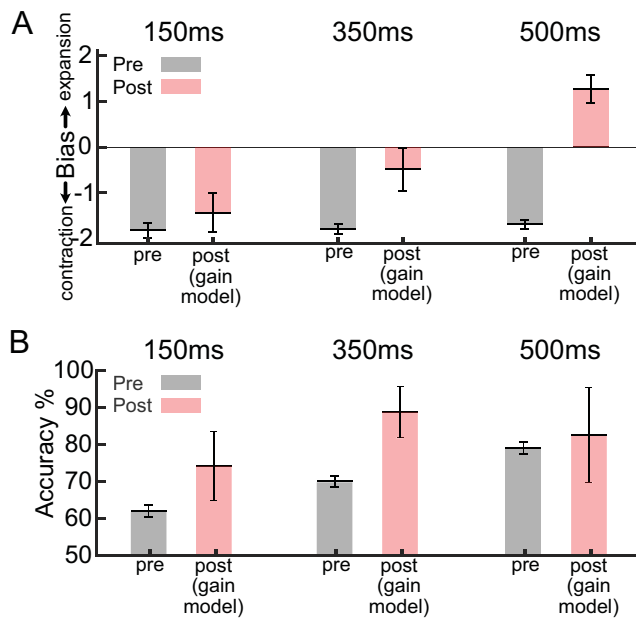 A
150ms 350ms 500ms
contraction ← Bias → expansion
2
1
0
-1
-2
Pre
Post
pre post pre post pre post
(gain (gain (gain
model) model) model)
B
150ms 350ms 500ms
Accuracy %
100
90
80
70
60
50
Pre
Post
pre post pre post pre post
(gain (gain (gain
model) model) model)